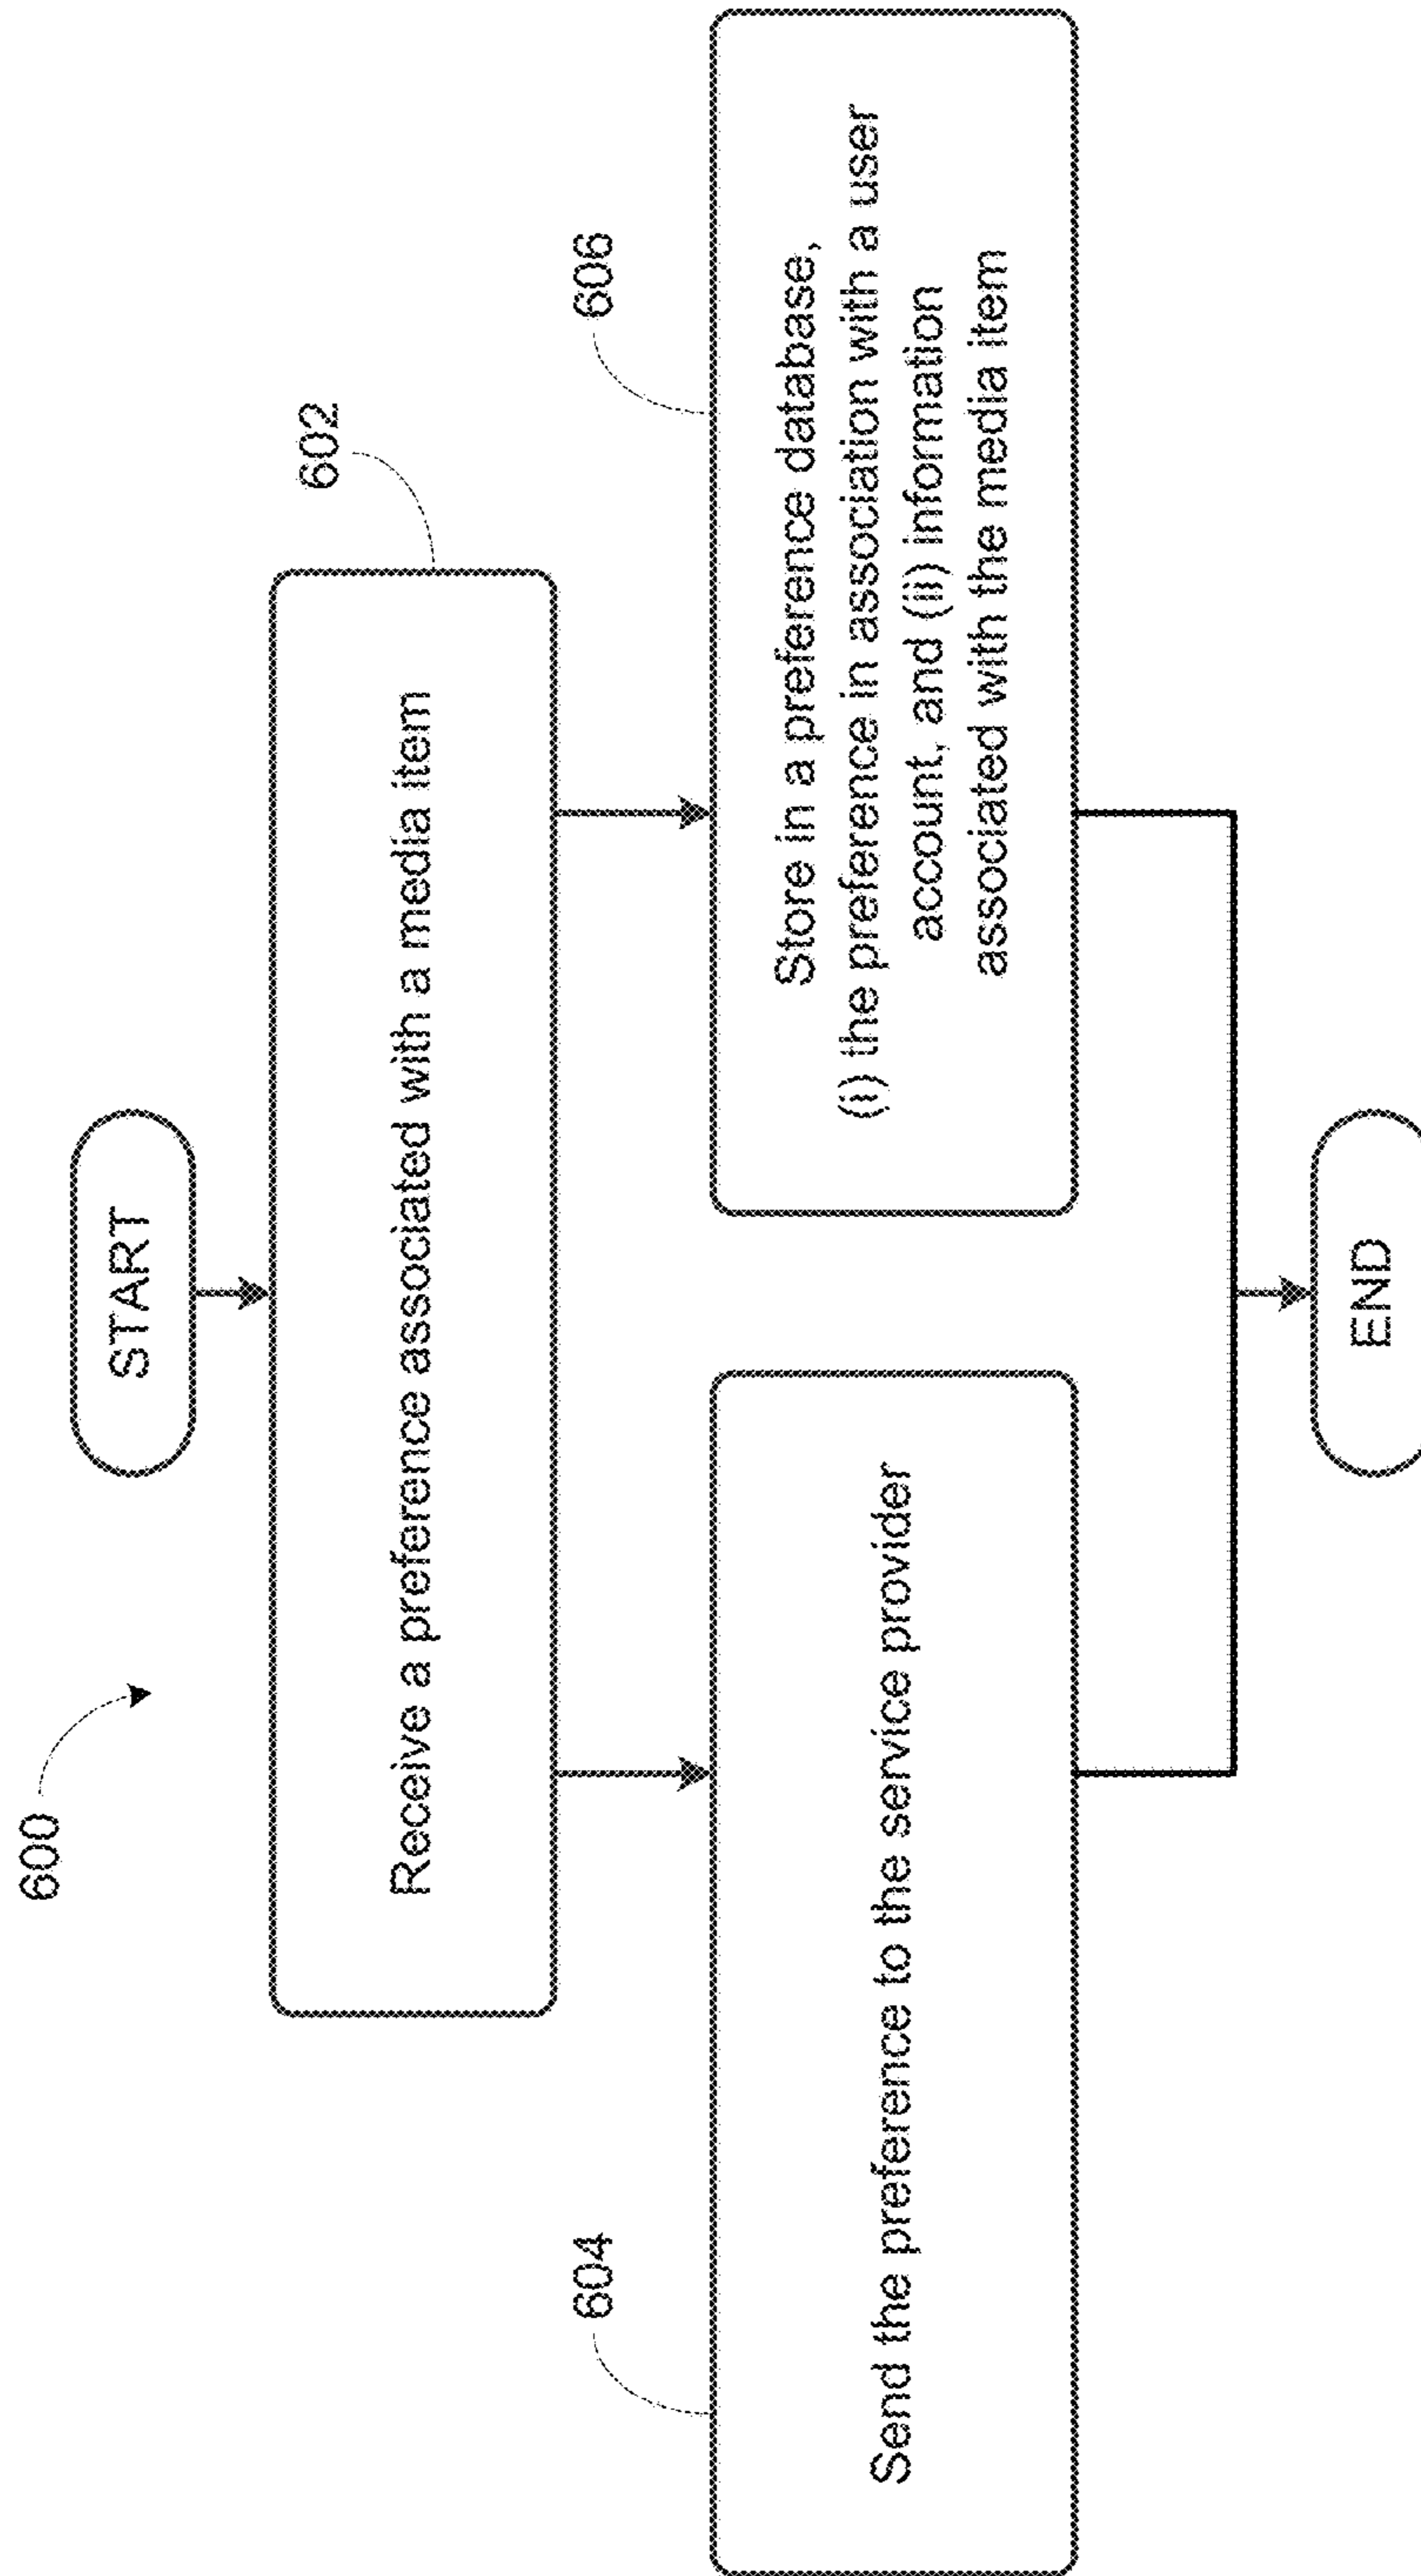 600
START
602
Receive a preference associated with a media item
604
Send the preference to the service provider
606
Store in a preference database,
(i) the preference in association with a user
account, and (ii) information
associated with the media item
END